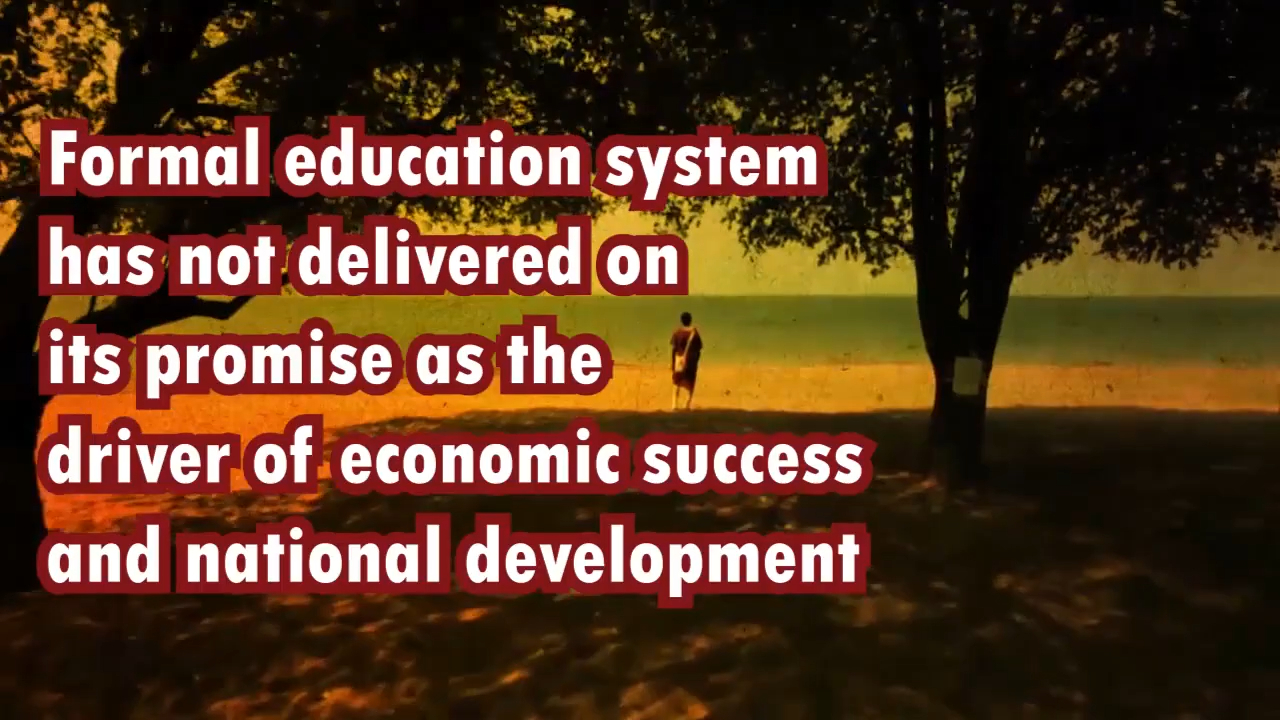 Formal education system
has not delivered on
its promise as the
driver of economic success
and national development